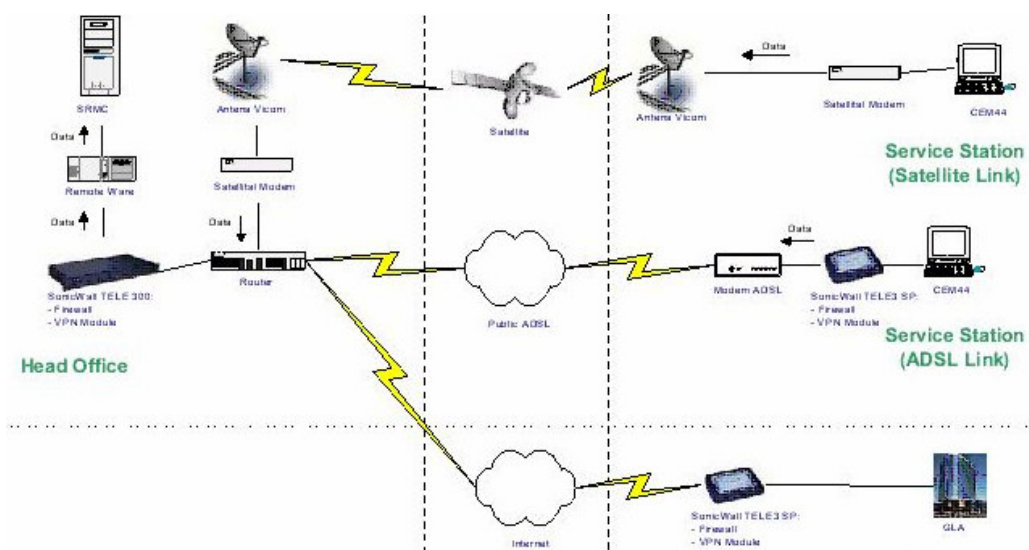 SRMC
Antena Vicom
Satellite
Antena Vicom
Data
Satellital Modem
CEM44
Data
Remote Ware
Satellital Modem
Service Station
(Satellite Link)
Data
Data
SonicWall TELE 300:
- Firewall
- VPN Module
Router
Public ADSL
Data
Modem ADSL
SonicWall TELE3 SP:
- Firewall
- VPN Module
CEM44
Head Office
Service Station
(ADSL Link)
Internet
SonicWall TELE3 SP:
- Firewall
- VPN Module
GLA